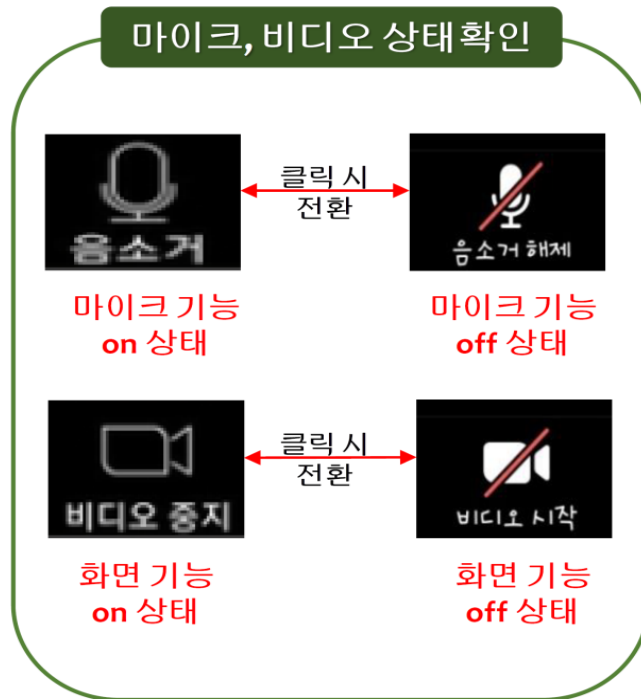 마이크, 비디오 상태확인
음소거
클릭 시
전환
음소거 해제
마이크 기능
on 상태
마이크 기능
off 상태
비디오 중지
클릭 시
전환
비디오 시작
화면 기능
on 상태
화면 기능
off 상태